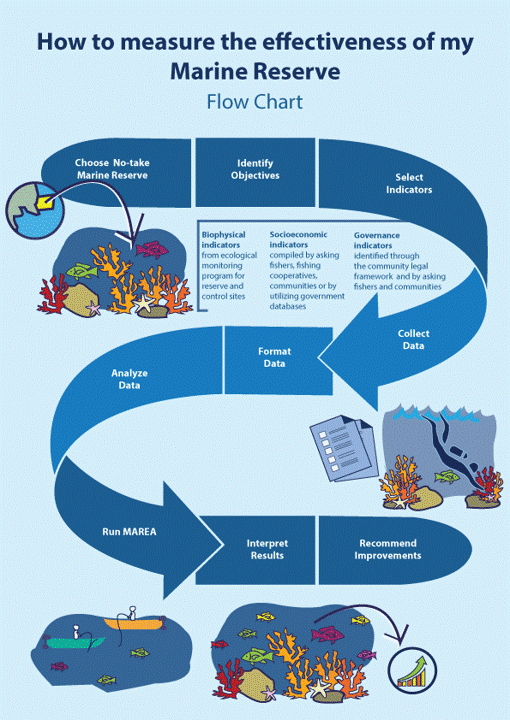 How to measure the effectiveness of my
Marine Reserve
Flow Chart
Choose No-take
Marine Reserve
Identify
Objectives
Select
Indicators
Biophysical
indicators
from ecological
monitoring
program for
reserve and
control sites
Socioeconomic
indicators
compiled by asking
fishers, fishing
cooperatives,
communities or by
utilizing government
databases
Governance
indicators
identified through
the community legal
framework and by asking
fishers and communities
Collect
Data
Format
Data
Analyze
Data
Run MAREA
Interpret
Results
Recommend
Improvements